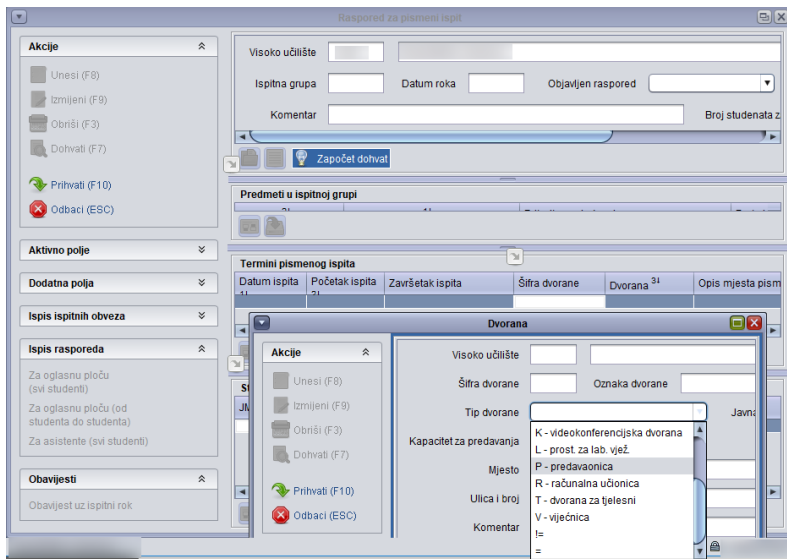 Raspored za pismeni ispit
Akcije
Unesi (F8)
Izmijeni (F9)
Obriši (F3)
Dohvati (F7)
Prihvati (F10)
Odbaci (ESC)
Aktivno polje
Dodatna polja
Ispis ispitnih obveza
Ispis rasporeda
Za oglasnu ploču
(svi studenti)
Za oglasnu ploču (od
studenta do studenta)
Za asistente (svi studenti)
Obavijesti
Obavijest uz ispitni rok
Visoko učilište
Ispitna grupa Datum roka Objavljen raspored
Komentar Broj studenata z
Započet dohvat
Predmeti u ispitnoj grupi
Termini pismenog ispita
Datum ispita Početak ispita Završetak ispita Šifra dvorane Dvorana 3 Opis mjesta pism
St
JM
Dvorana
Akcije
Unesi (F8)
Izmijeni (F9)
Obriši (F3)
Dohvati (F7)
Prihvati (F10)
Odbaci (ESC)
Visoko učilište
Šifra dvorane Oznaka dvorane
Tip dvorane Javna
Kapacitet za predavanja
Mjesto
Ulica i broj
Komentar
K - videokonferencijska dvorana
L - prost. za lab. vjež.
P - predavaonica
R - računalna učionica
T - dvorana za tjelesni
V - vijećnica
!=
=